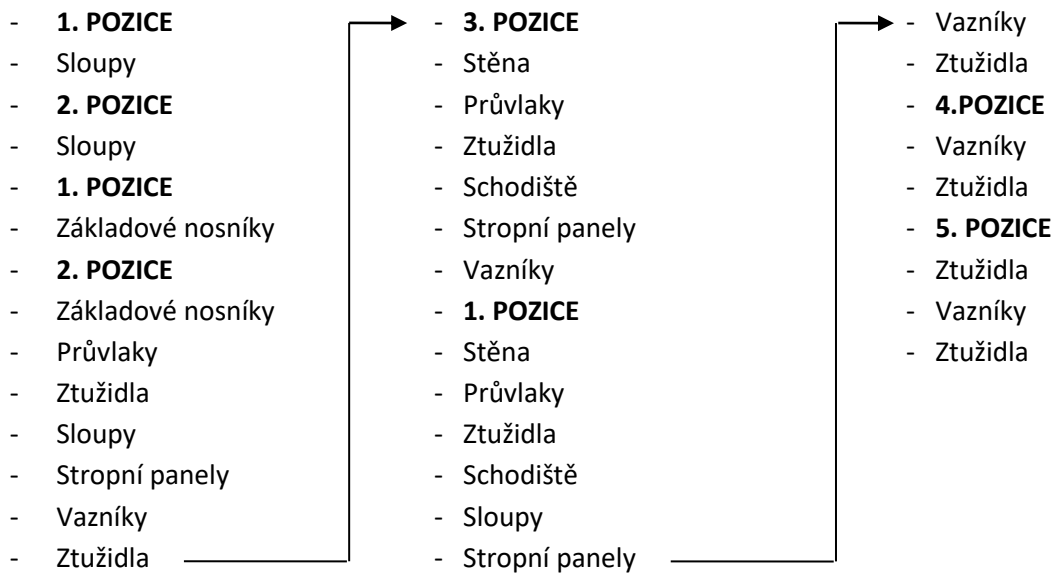 - 1. POZICE
- Sloupy
- 2. POZICE
- Sloupy
- 1. POZICE
- Základové nosníky
- 2. POZICE
- Základové nosníky
- Průvlaky
- Ztužidla
- Sloupy
- Stropní panely
- Vazníky
- Ztužidla
- 3. POZICE
- Stěna
- Průvlaky
- Ztužidla
- Schodiště
- Stropní panely
- Vazníky
- 1. POZICE
- Stěna
- Průvlaky
- Ztužidla
- Schodiště
- Sloupy
- Stropní panely
- Vazníky
- Ztužidla
- 4.POZICE
- Vazníky
- Ztužidla
- 5. POZICE
- Ztužidla
- Vazníky
- Ztužidla